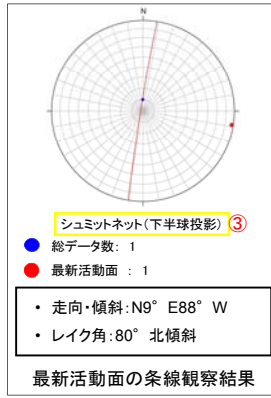 N
シュミットネット(下半球投影) ③
総データ数: 1
最新活動面 : 1
・ 走向・傾斜:N9° E88° W
・ レイク角:80° 北傾斜
最新活動面の条線観察結果